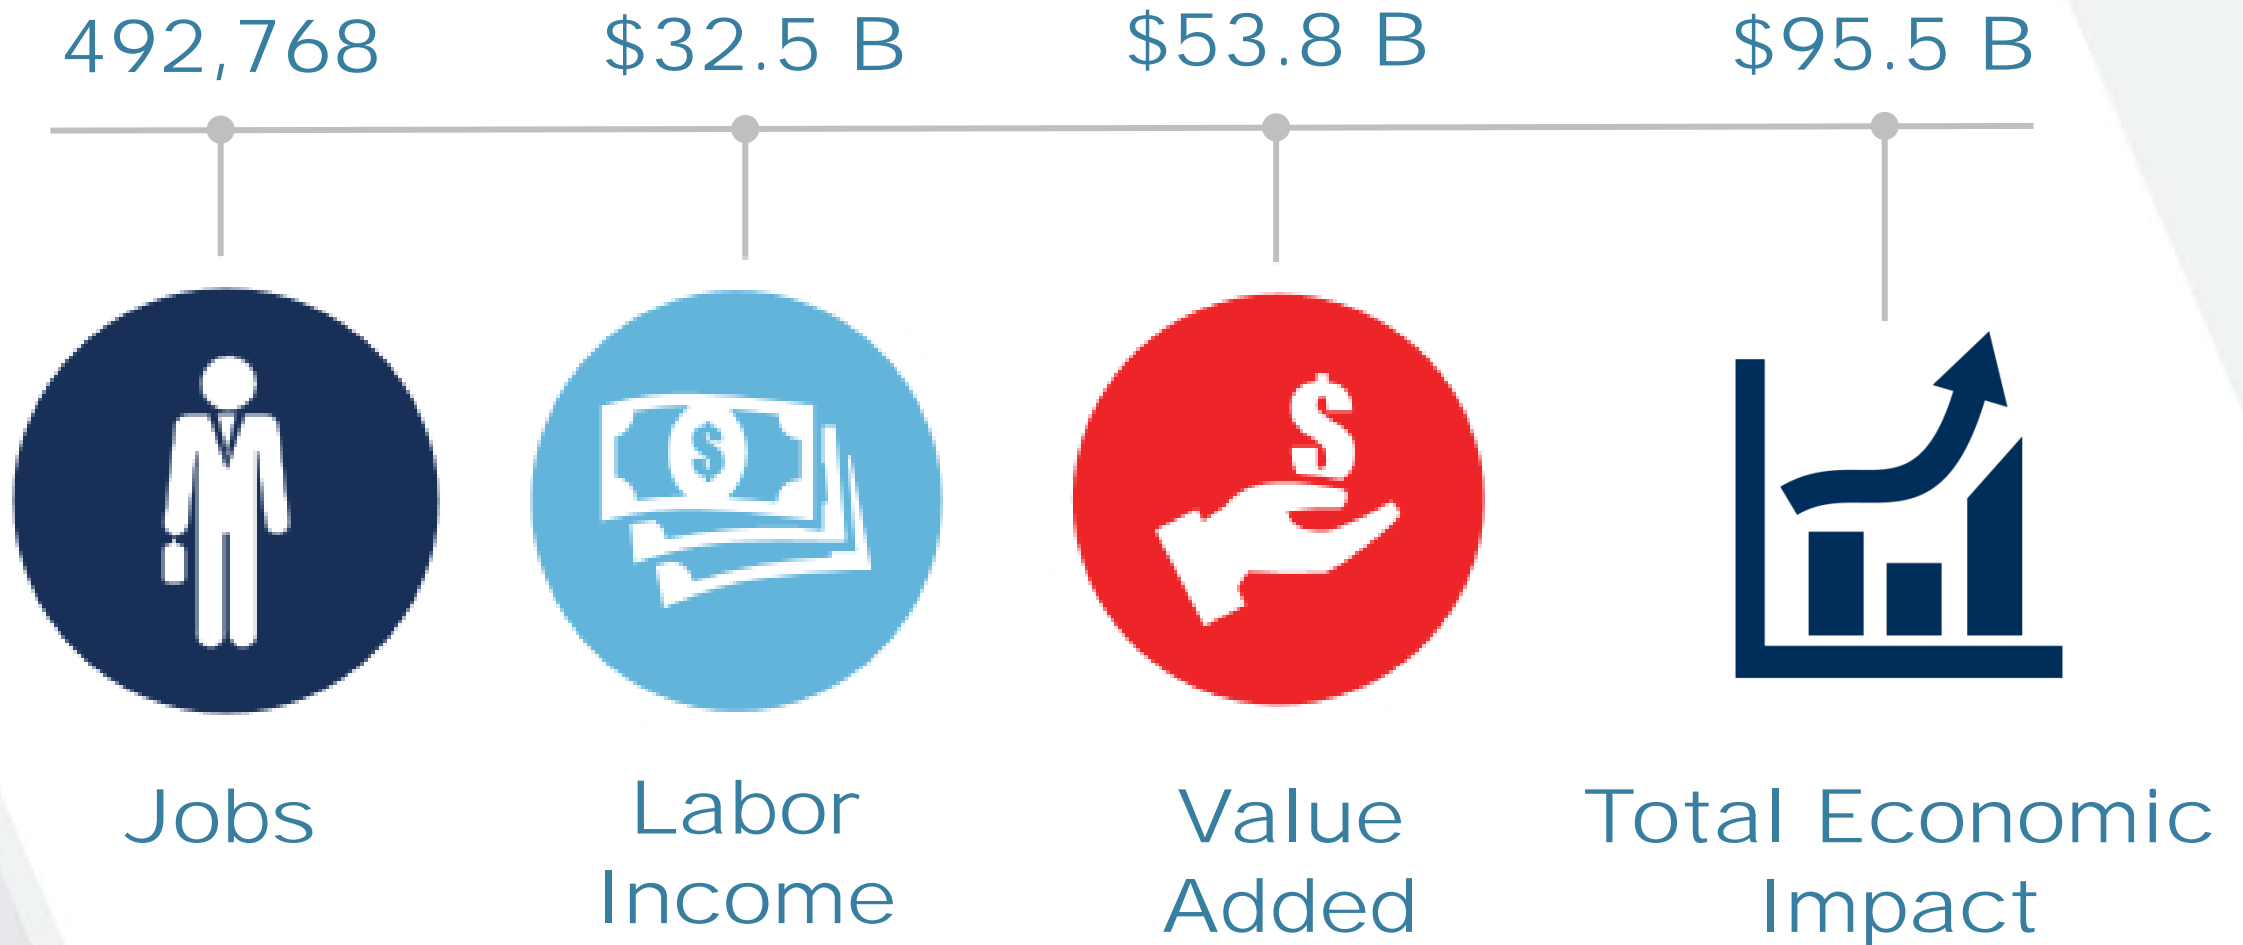 492,768
$32.5 B
$53.8 B
$95.5 B
$
$
Jobs
Labor
Income
Value
Added
Total Economic
Impact